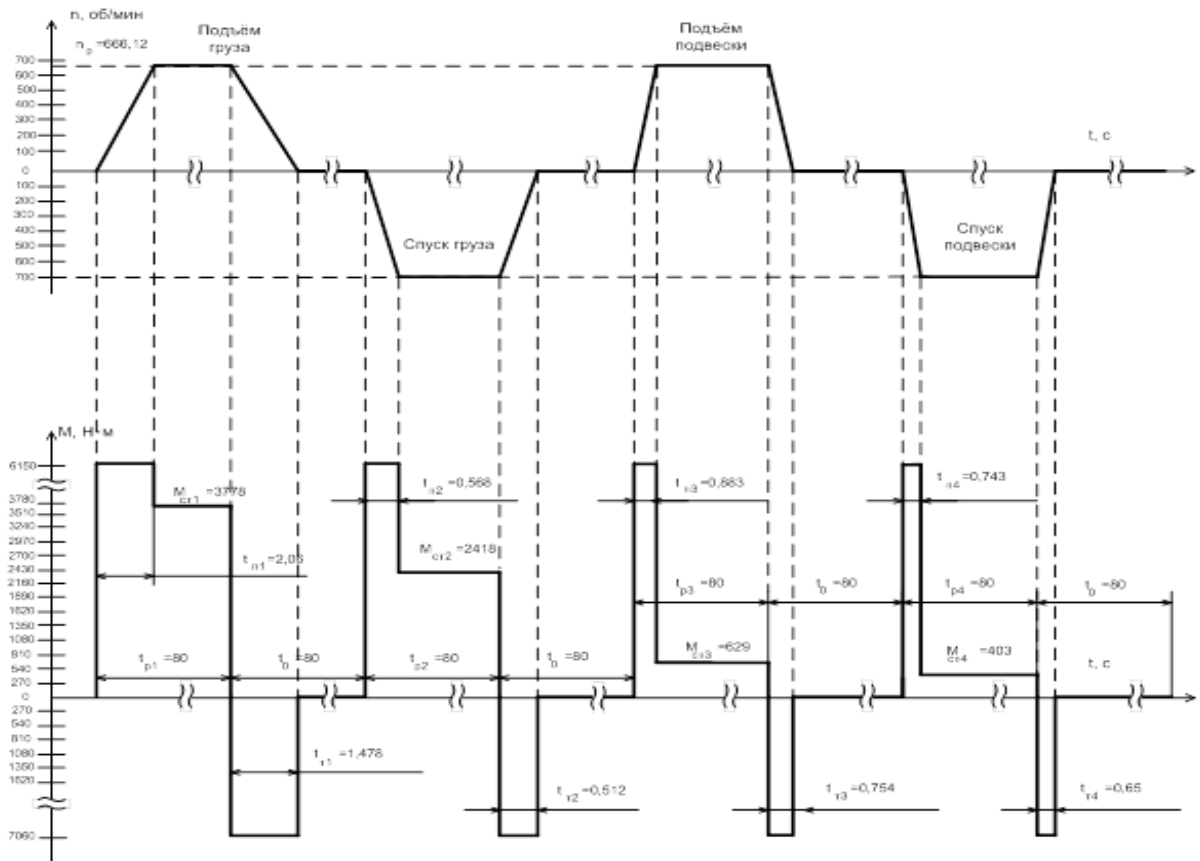 n, об/мин
n р =666,12
Подъём
груза
Подъём
подвески
700
600
500
400
300
200
100
0
100
200
300
400
500
600
700
t, с
Спуск груза
Спуск
подвески
М, Н·м
6150
3780
3510
3240
2970
2700
2430
2160
1890
1620
1350
1080
810
540
270
0
270
540
810
1080
1350
1620
7060
М ст1 =3778
t п1 =2,05
t п2 =0,568
М ст2 =2418
t п3 =0,883
t п4 =0,743
t р3 =80
t 0 =80
t р4 =80
t 0 =80
t р1 =80
t 0 =80
t р2 =80
t 0 =80
М ст3 =629
М ст4 =403
t, с
t т1 =1,478
t т2 =0,512
t т3 =0,754
t т4 =0,65